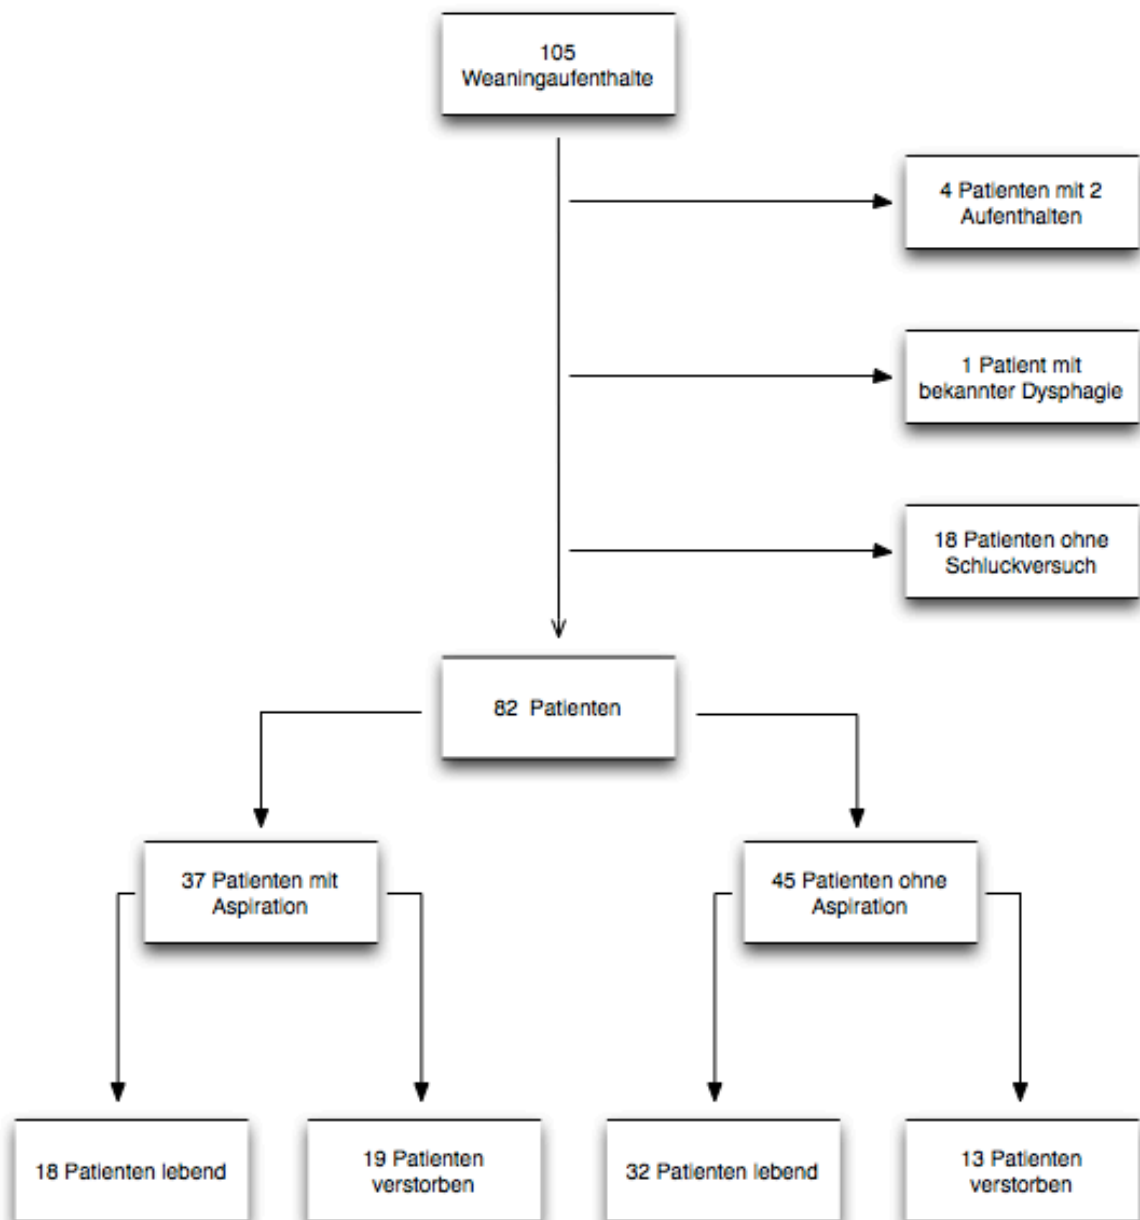 105
Weaningaufenthalte
4 Patienten mit 2
Aufenthalten
1 Patient mit
bekannter Dysphagie
18 Patienten ohne
Schluckversuch
82 Patienten
37 Patienten mit
Aspiration
45 Patienten ohne
Aspiration
18 Patienten lebend
19 Patienten
verstorben
32 Patienten lebend
13 Patienten
verstorben